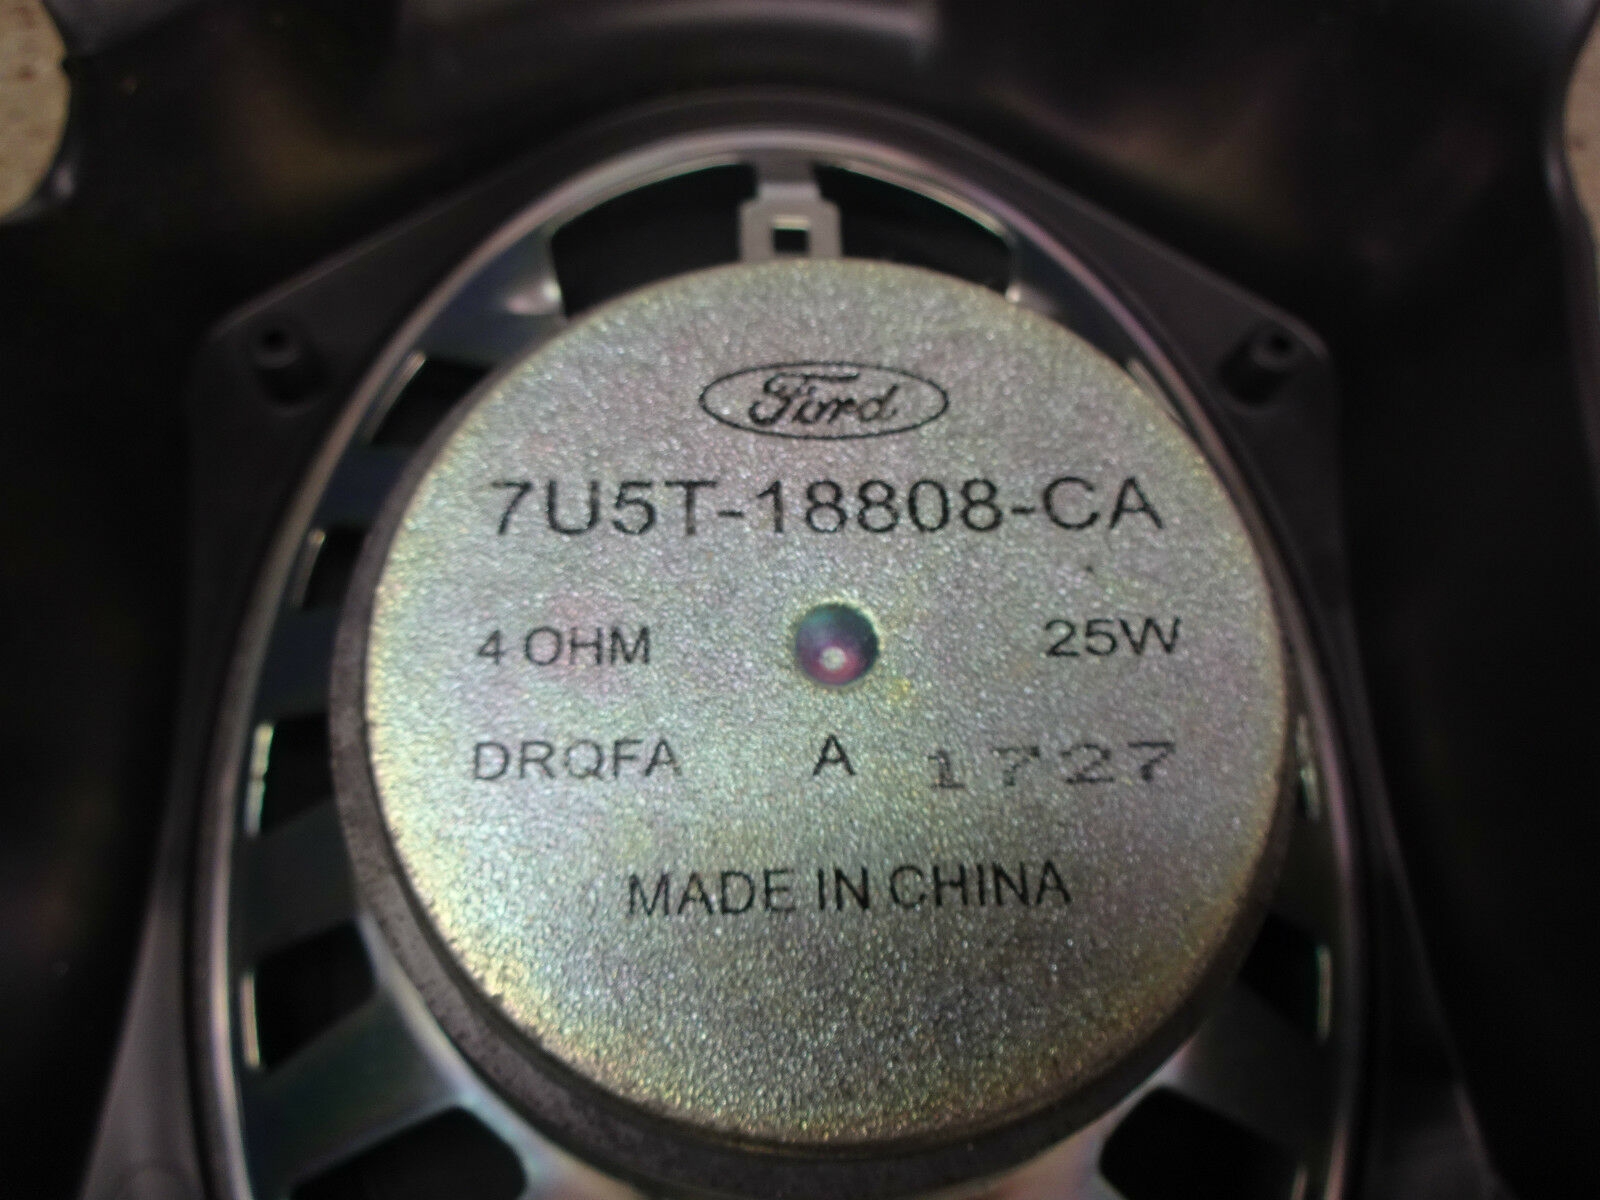 Ford
7U5T-18808-CA
4 OHM 25W
DRQFA A 1727
MADE IN CHINA